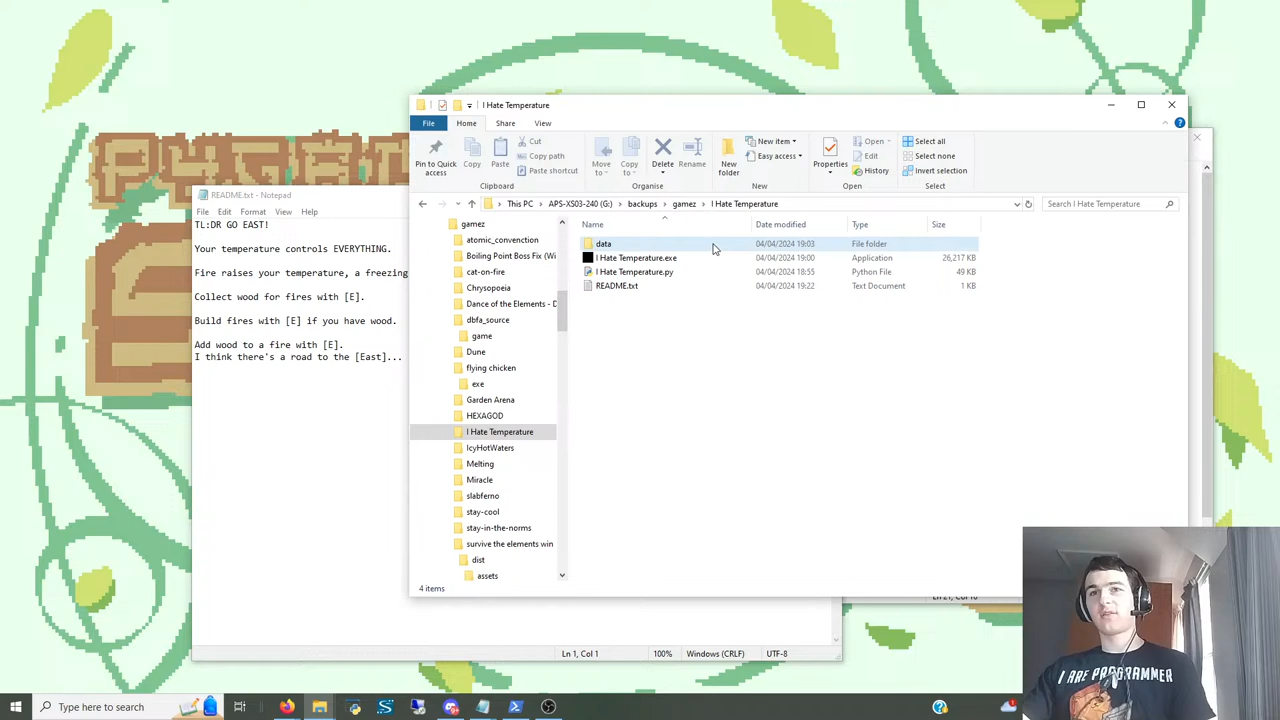 I Hate Temperature
File
Home
Share
View
Pin to Quick access
Copy
Paste
Cut
Copy path
Paste shortcut
Clipboard
Move to
Copy to
Delete
Rename
Organise
New folder
New item
Easy access
New
Properties
Open
Edit
History
Open
Select all
Select none
Invert selection
Select
This PC > APS-XS03-240 (G:) > backups > gamez > I Hate Temperature
Search I Hate Temperature
Name Date modified Type Size
data 04/04/2024 19:03 File folder
I Hate Temperature.exe 04/04/2024 19:00 Application 26,217 KB
I Hate Temperature.py 04/04/2024 18:55 Python File 49 KB
README.txt 04/04/2024 19:22 Text Document 1 KB
gamez
atomic_convention
Boiling Point Boss Fix (Wi
cat-on-fire
Chrysopoeia
Dance of the Elements - D
dbfa_source
game
Dune
flying chicken
exe
Garden Arena
HEXAGOD
I Hate Temperature
IcyHotWaters
Melting
Miracle
slabferno
stay-cool
stay-in-the-norms
survive the elements win
dist
assets
4 items
README.txt - Notepad
File Edit Format View Help
TL:DR GO EAST!
Your temperature controls EVERYTHING.
Fire raises your temperature, a freezing
Collect wood for fires with [E].
Build fires with [E] if you have wood.
Add wood to a fire with [E].
I think there's a road to the [East]...
Ln 1, Col 1 100% Windows (CRLF) UTF-8
I ARE PROGRAMMER
Type here to search